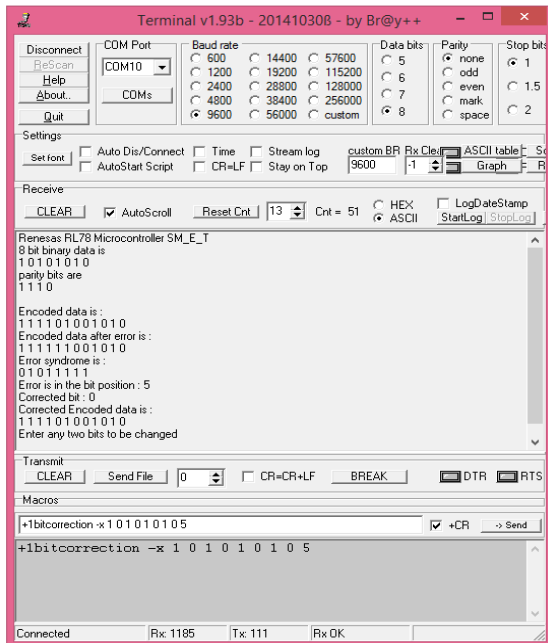 Terminal v1.93b - 20141030ß - by Br@y++
Disconnect
ReScan
Help
About..
Quit
COM Port
COM10
COMs
Baud rate
600 14400 57600
1200 19200 115200
2400 28800 128000
4800 38400 256000
9600 56000 custom
Data bits
5
6
7
8
Parity
none
odd
even
mark
space
Stop bits
1
1.5
2
Settings
Set font
Auto Dis/Connect Time Stream log
AutoStart Script CR=LF Stay on Top
custom BR Rx Clea
9600 -1
ASCII table
Graph
Receive
CLEAR AutoScroll Reset Cnt 13 Cnt = 51
HEX
ASCII
LogDateStamp
StartLog StopLog
Renesas RL78 Microcontroller SM_E_T
8 bit binary data is
1 0 1 0 1 0 1 0
parity bits are
1 1 1 0
Encoded data is :
1 1 1 1 0 1 0 0 1 0 1 0
Encoded data after error is :
1 1 1 1 1 1 0 0 1 0 1 0
Error syndrome is :
0 1 0 1 1 1 1 1
Error is in the bit position : 5
Corrected bit : 0
Corrected Encoded data is :
1 1 1 1 0 1 0 0 1 0 1 0
Enter any two bits to be changed
Transmit
CLEAR Send File 0 CR=CR+LF BREAK DTR RTS
Macros
+1bitcorrection -x 1 0 1 0 1 0 1 0 5 +CR -> Send
+1bitcorrection -x 1 0 1 0 1 0 1 0 5
Connected Rx: 1185 Tx: 111 Rx OK